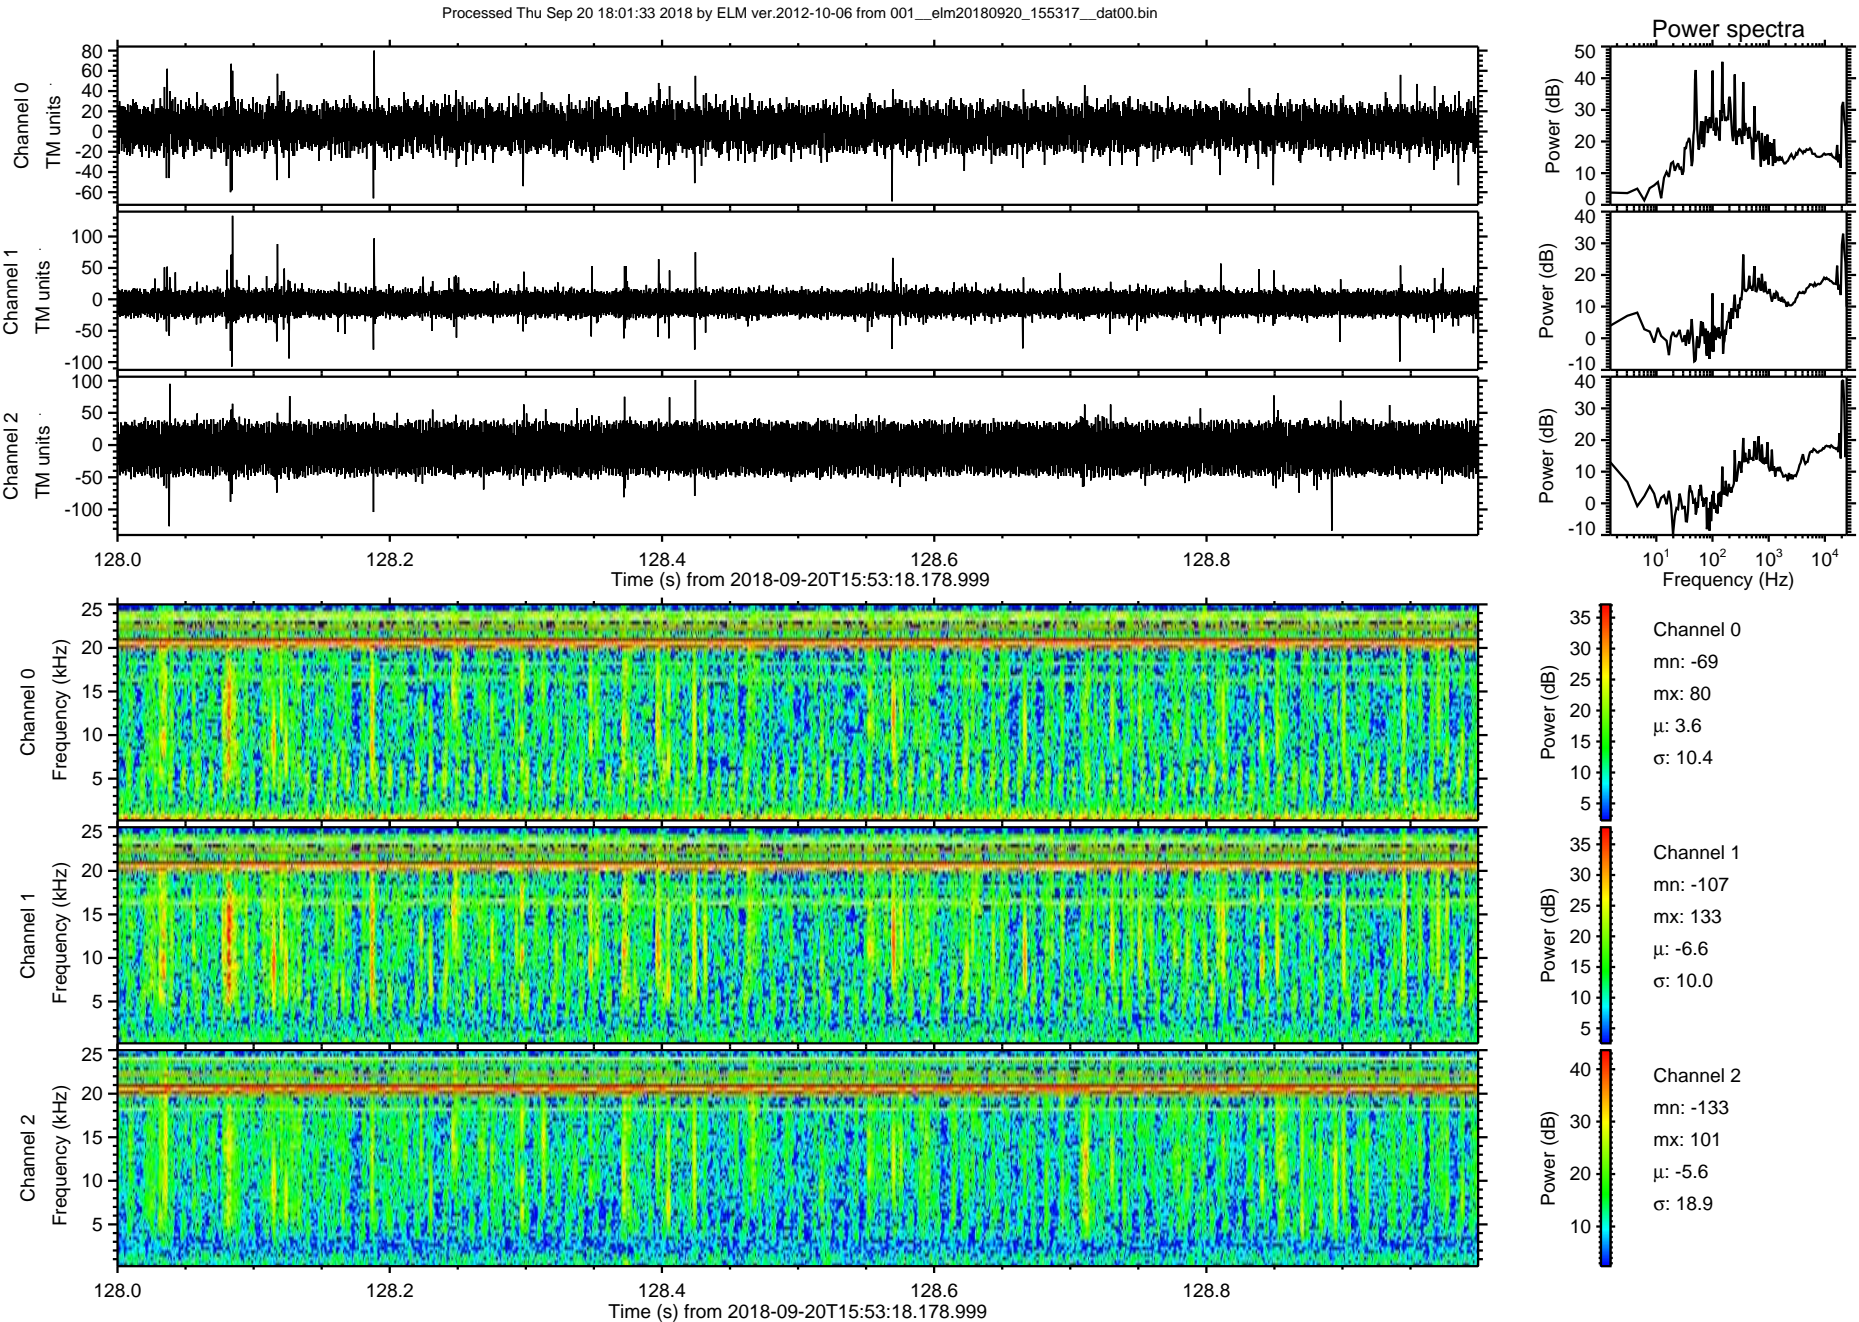 Processed Thu Sep 20 18:01:33 2018 by ELM ver.2012-10-06 from 001__elm20180920_155317__dat00.bin
Power spectra
Channel 0
TM units
80
60
40
20
0
-20
-40
-60
Power (dB)
50
40
30
20
10
0
Channel 1
TM units
100
50
0
-50
-100
Power (dB)
40
30
20
10
0
-10
Channel 2
TM units
100
50
0
-50
-100
Power (dB)
40
30
20
10
0
-10
128.0 128.2 128.4 128.6 128.8
Time (s) from 2018-09-20T15:53:18.178.999
10^1 10^2 10^3 10^4
Frequency (Hz)
Channel 0
Frequency (kHz)
25
20
15
10
5
Power (dB)
35
30
25
20
15
10
5
Channel 0
mn: -69
mx: 80
μ: 3.6
σ: 10.4
Channel 1
Frequency (kHz)
25
20
15
10
5
Power (dB)
35
30
25
20
15
10
5
Channel 1
mn: -107
mx: 133
μ: -6.6
σ: 10.0
Channel 2
Frequency (kHz)
25
20
15
10
5
Power (dB)
40
30
20
10
Channel 2
mn: -133
mx: 101
μ: -5.6
σ: 18.9
128.0 128.2 128.4 128.6 128.8
Time (s) from 2018-09-20T15:53:18.178.999